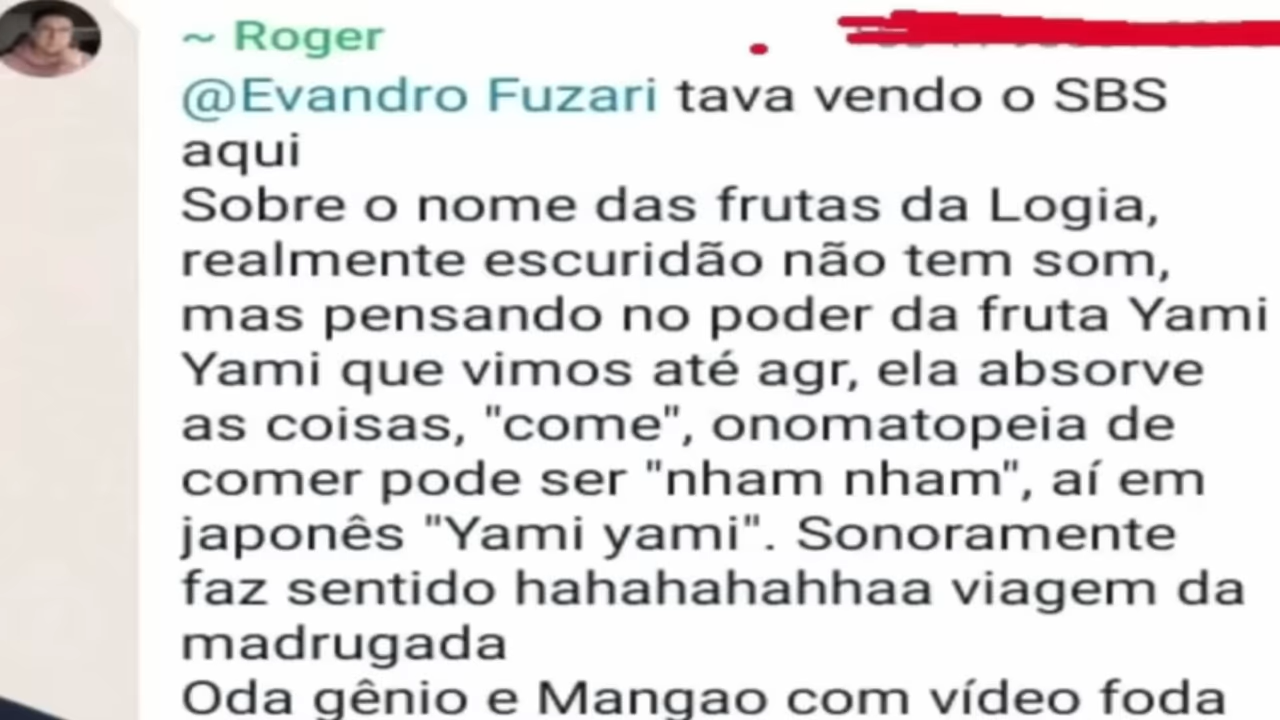 ~ Roger
@Evandro Fuzari tava vendo o SBS
aqui
Sobre o nome das frutas da Logia,
realmente escuridão não tem som,
mas pensando no poder da fruta Yami
Yami que vimos até agr, ela absorve
as coisas, "come", onomatopeia de
comer pode ser "nham nham", aí em
japonês "Yami yami". Sonoramente
faz sentido hahahahahhaa viagem da
madrugada
Oda gênio e Mangao com vídeo foda